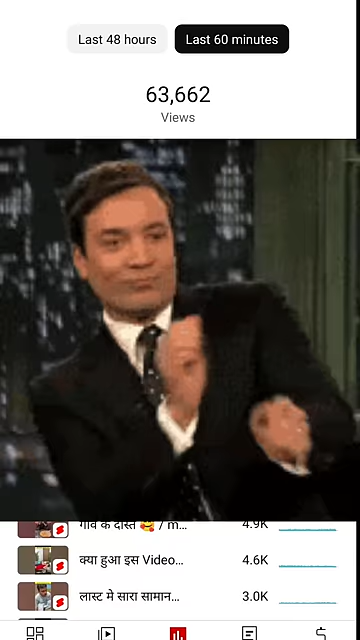 Last 48 hours
Last 60 minutes
63,662
Views
गांव के दोस्त 🥰 / m... 4.9K
क्या हुआ इस Video... 4.6K
लास्ट मे सारा सामान... 3.0K